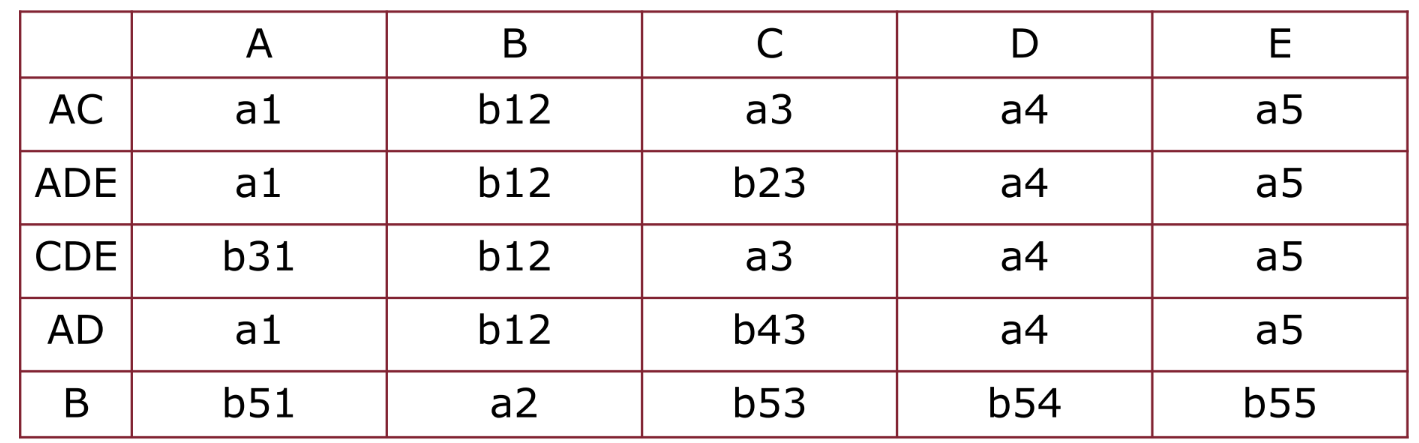 A B C D E
AC a1 b12 a3 a4 a5
ADE a1 b12 b23 a4 a5
CDE b31 b12 a3 a4 a5
AD a1 b12 b43 a4 a5
B b51 a2 b53 b54 b55